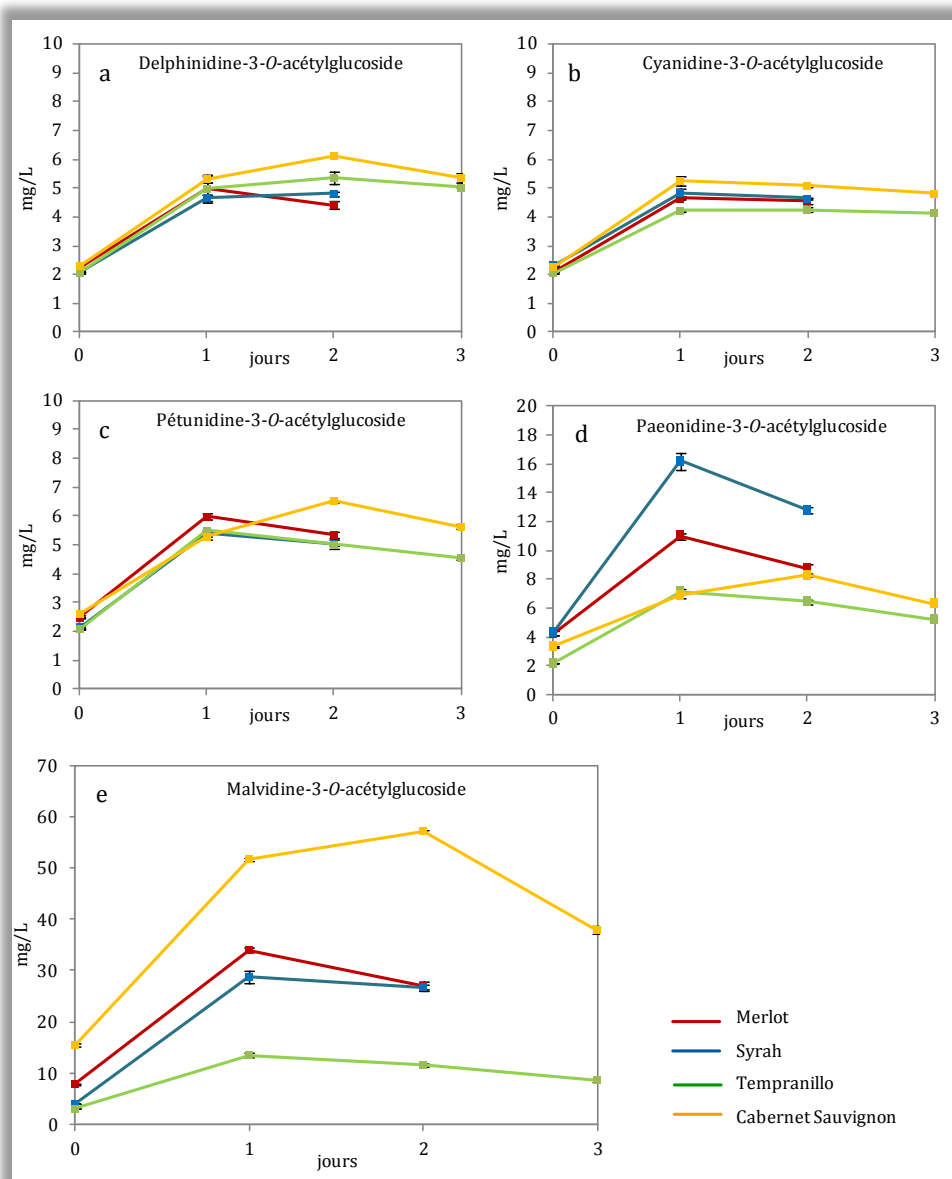 a Delphinidine-3-O-acétylglucoside
10
9
8
7
6
5
4
3
2
1
0
mg/L
0 1 2 3
jours
b Cyanidine-3-O-acétylglucoside
10
9
8
7
6
5
4
3
2
1
0
mg/L
0 1 2 3
jours
c Pétunidine-3-O-acétylglucoside
10
9
8
7
6
5
4
3
2
1
0
mg/L
0 1 2 3
jours
d Paeonidine-3-O-acétylglucoside
20
18
16
14
12
10
8
6
4
2
0
mg/L
0 1 2 3
jours
e Malvidine-3-O-acétylglucoside
70
60
50
40
30
20
10
0
mg/L
0 1 2 3
jours
Merlot
Syrah
Tempranillo
Cabernet Sauvignon